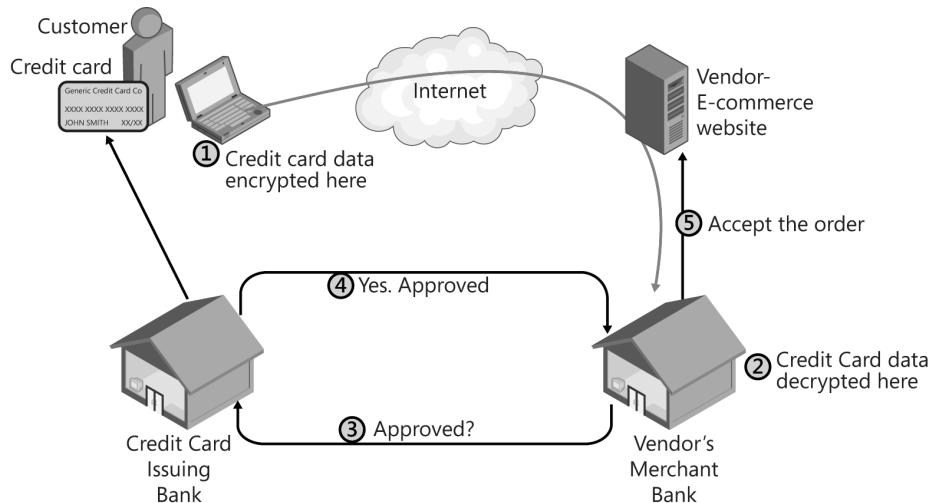 Customer
Credit card
Generic Credit Card Co
XXXX XXXX XXXX XXXX
JOHN SMITH XX/XX
Internet
Vendor-
E-commerce
website
1 Credit card data
encrypted here
5 Accept the order
4 Yes. Approved
2 Credit Card data
decrypted here
3 Approved?
Credit Card
Issuing
Bank
Vendor's
Merchant
Bank